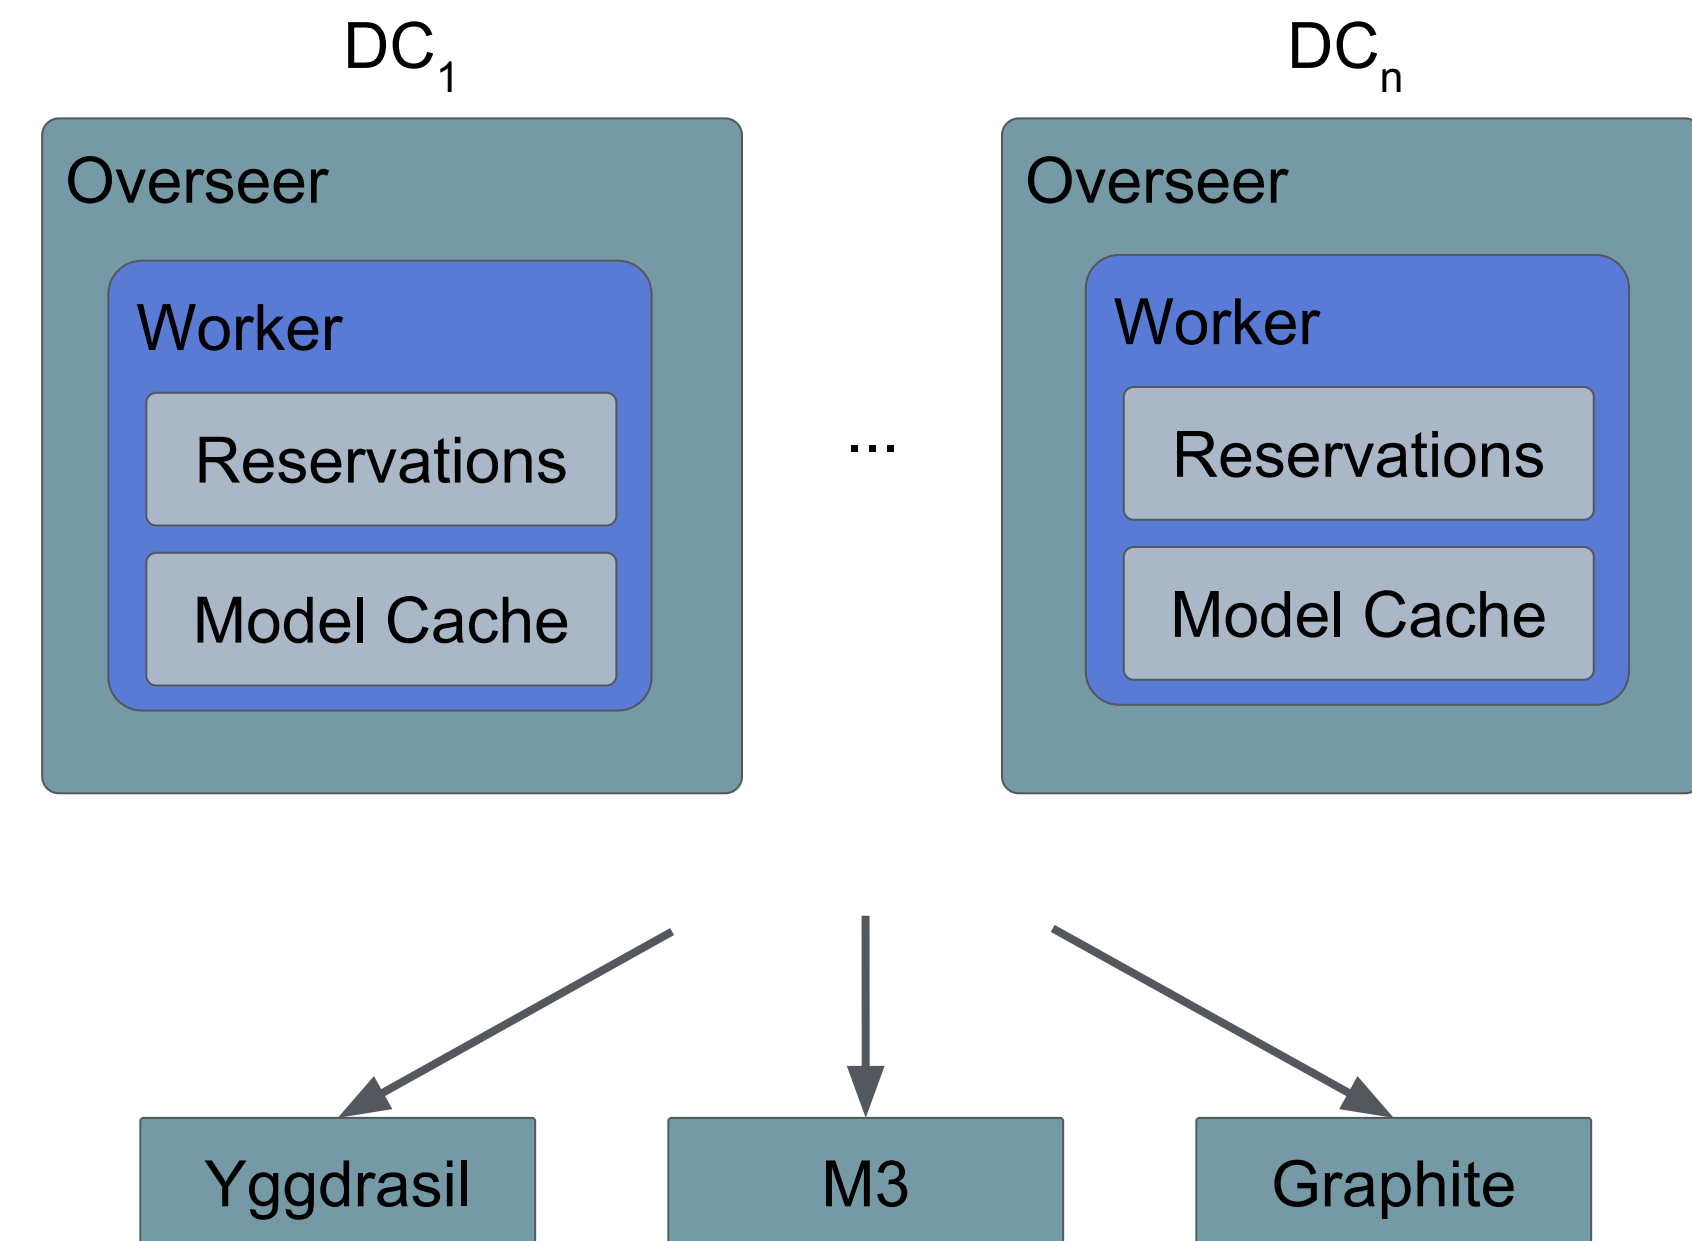 DC1
DCn
Overseer
Worker
Reservations
Model Cache
...
Overseer
Worker
Reservations
Model Cache
Yggdrasil
M3
Graphite